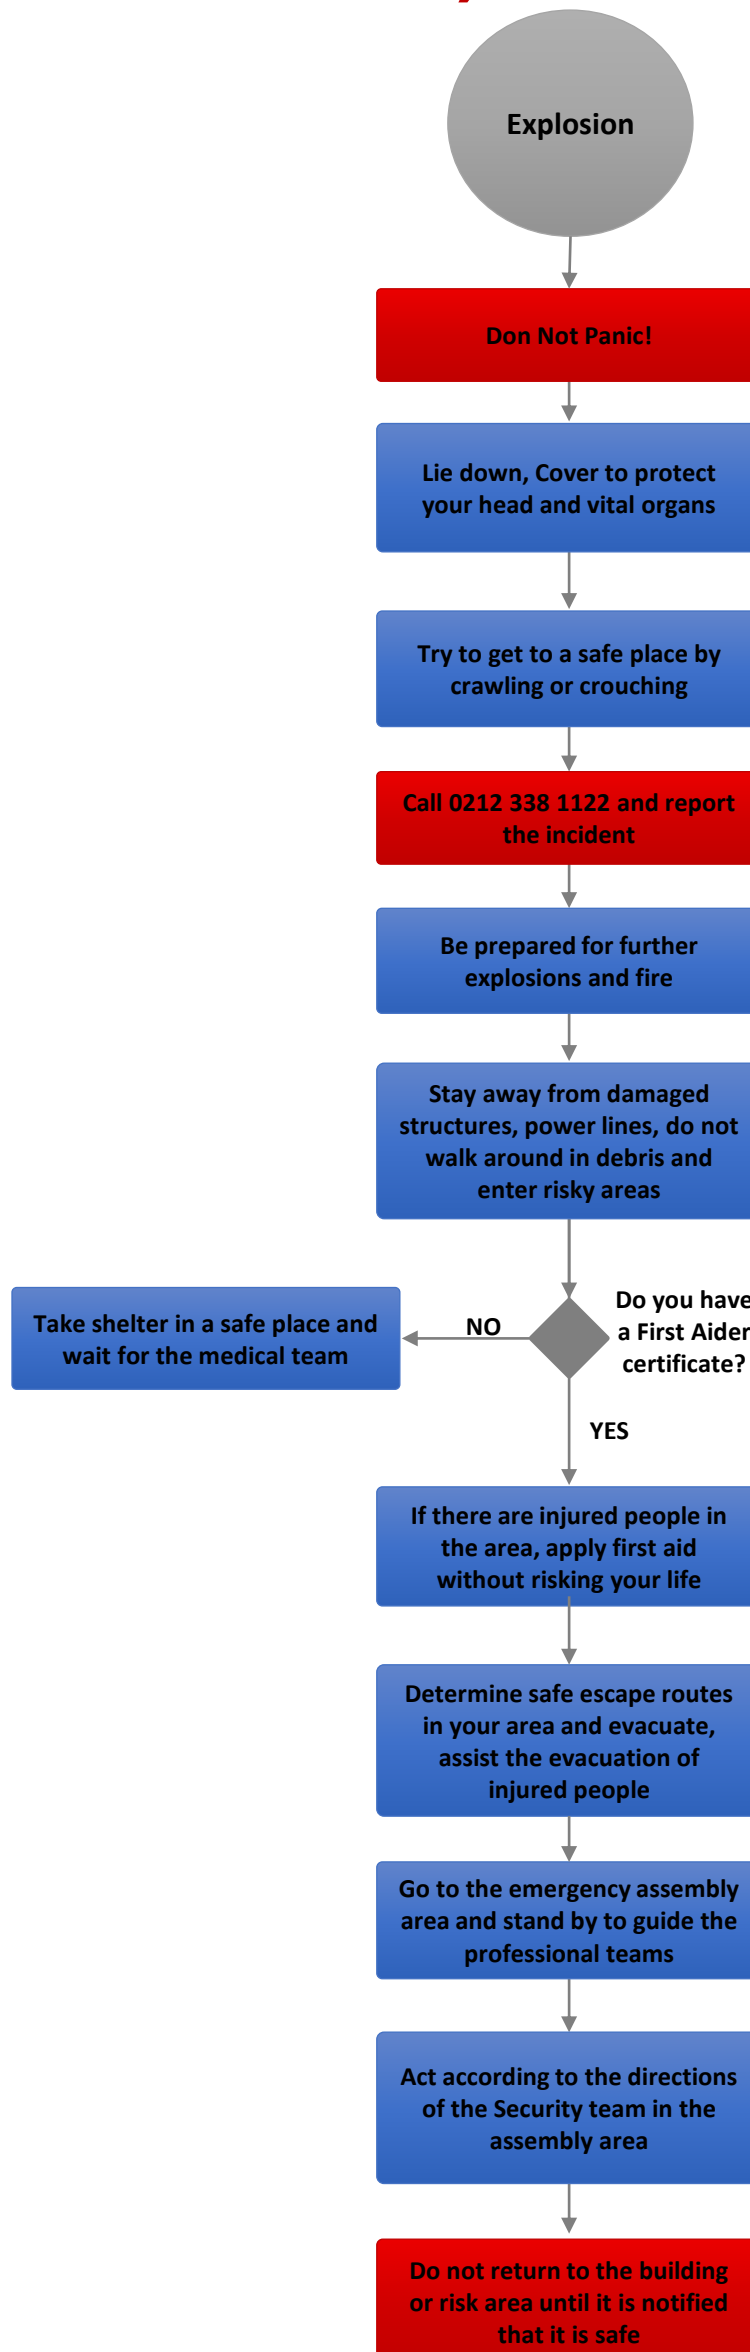 Explosion
Don Not Panic!
Lie down, Cover to protect
your head and vital organs
Try to get to a safe place by
crawling or crouching
Call 0212 338 1122 and report
the incident
Be prepared for further
explosions and fire
Stay away from damaged
structures, power lines, do not
walk around in debris and
enter risky areas
Do you have
a First Aider
certificate?
NO
Take shelter in a safe place and
wait for the medical team
YES
If there are injured people in
the area, apply first aid
without risking your life
Determine safe escape routes
in your area and evacuate,
assist the evacuation of
injured people
Go to the emergency assembly
area and stand by to guide the
professional teams
Act according to the directions
of the Security team in the
assembly area
Do not return to the building
or risk area until it is notified
that it is safe